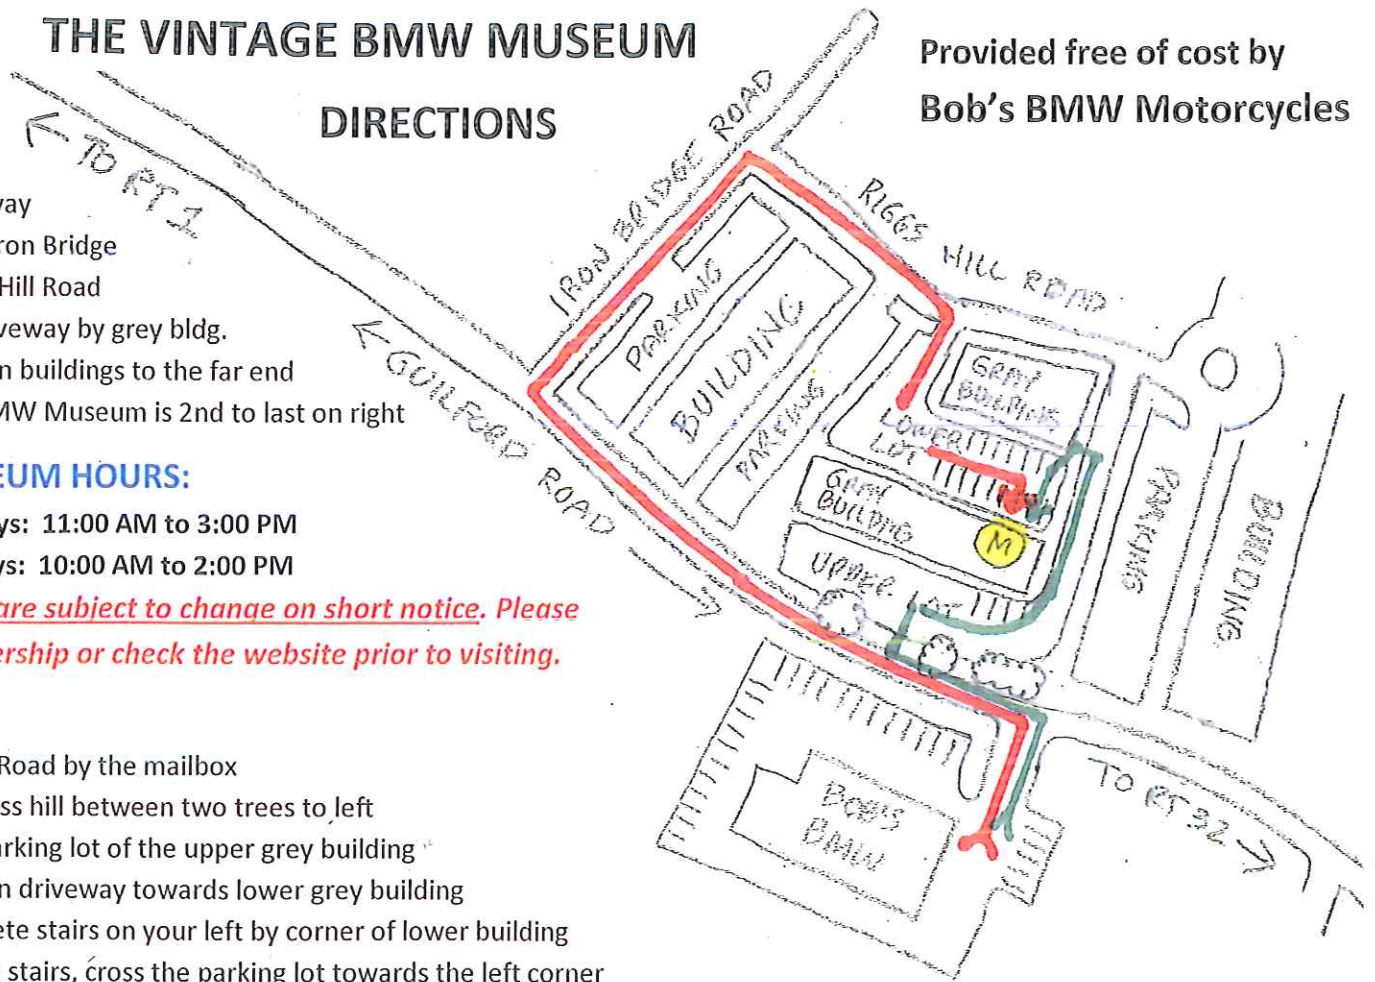 THE VINTAGE BMW MUSEUM
DIRECTIONS
Provided free of cost by
Bob's BMW Motorcycles
← TO RT 1
vay
ron Bridge
Hill Road
veway by grey bldg.
n buildings to the far end
MW Museum is 2nd to last on right
EUM HOURS:
ys: 11:00 AM to 3:00 PM
ys: 10:00 AM to 2:00 PM
are subject to change on short notice. Please
ership or check the website prior to visiting.
Road by the mailbox
ss hill between two trees to left
arking lot of the upper grey building
n driveway towards lower grey building
ete stairs on your left by corner of lower building
stairs, cross the parking lot towards the left corner
IRON BRIDGE ROAD
RIGGS HILL ROAD
← GUILFORD ROAD →
PARKING
BUILDING
PARKING
GRAY
BUILDING
LOWER
LOT
GRAY
BUILDING
M
UPPER LOT
PARKING
BUILDING
BOB'S
BMW
TO RT 32 →